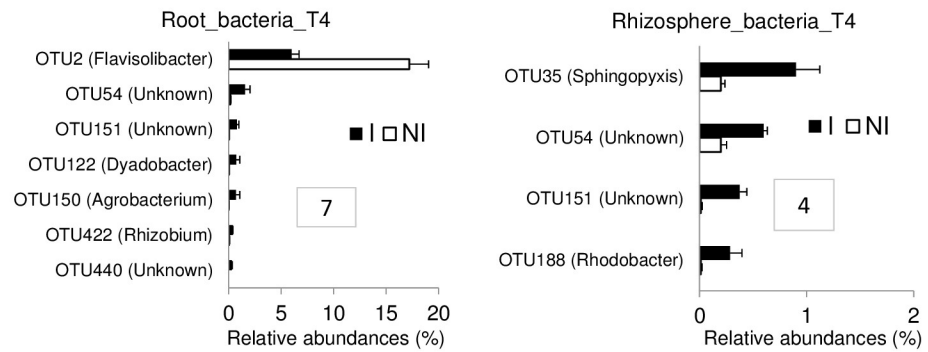 Root_bacteria_T4
OTU2 (Flavisolibacter)
OTU54 (Unknown)
OTU151 (Unknown)
OTU122 (Dyadobacter)
OTU150 (Agrobacterium)
OTU422 (Rhizobium)
OTU440 (Unknown)
I NI
7
0 5 10 15 20
Relative abundances (%)
Rhizosphere_bacteria_T4
OTU35 (Sphingopyxis)
OTU54 (Unknown)
OTU151 (Unknown)
OTU188 (Rhodobacter)
I NI
4
0 1 2
Relative abundances (%)